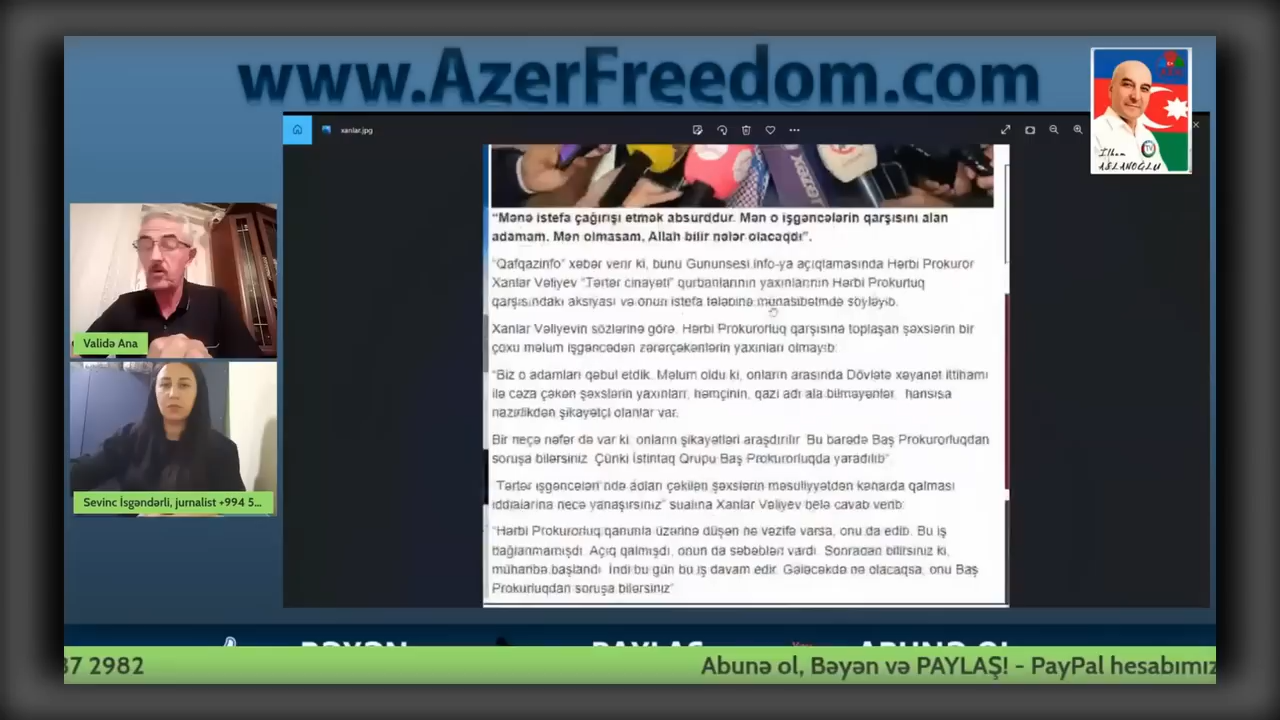 www.AzerFreedom.com
xanlar.jpg
İlham
ASLANOĞLU
TV
xəzər
"Mənə istefa çağırışı etmək absurddur. Mən o işgəncələrin qarşısını alan
adamam. Mən olmasam, Allah bilir nələr olacaqdı".
"Qafqazinfo" xəbər verir ki, bunu Gununsesi.info-ya açıqlamasında Hərbi Prokuror
Xanlar Vəliyev "Tərtər cinayəti" qurbanlarının yaxınlarının Hərbi Prokurluq
qarşısındakı aksiyası və onun istefa tələbinə münasibətində söyləyib.
Xanlar Vəliyevin sözlərinə görə, Hərbi Prokurorluq qarşısına toplaşan şəxslərin bir
çoxu məlum işgəncədən zərərçəkənlərin yaxınları olmayıb:
"Biz o adamları qəbul etdik. Məlum oldu ki, onların arasında Dövlətə xəyanət ittihamı
ilə cəza çəkən şəxslərin yaxınları, həmçinin, qazi adı ala bilməyənlər, hansısa
nazirlikdən şikayətçi olanlar var.
Bir neçə nəfər də var ki, onların şikayətləri araşdırılır. Bu barədə Baş Prokurorluqdan
soruşa bilərsiniz. Çünki İstintaq Qrupu Baş Prokurorluqda yaradılıb".
"Tərtər işgəncələri"ndə adları çəkilən şəxslərin məsuliyyətdən kənarda qalması
iddialarına necə yanaşırsınız" sualına Xanlar Vəliyev belə cavab verib:
"Hərbi Prokurorluq qanunla üzərinə düşən nə vəzifə varsa, onu da edib. Bu iş
bağlanmamışdı. Açıq qalmışdı, onun da səbəbləri vardı. Sonradan bilirsiniz ki,
müharibə başlandı. İndi bu gün bu iş davam edir. Gələcəkdə nə olacaqsa, onu Baş
Prokurluqdan soruşa bilərsiniz"
Validə Ana
Sevinc İsgəndərli, jurnalist +994 5...
BƏYƏN PAYLAŞ ABUNƏ OL
37 2982 Abunə ol, Bəyən və PAYLAŞ! - PayPal hesabımız